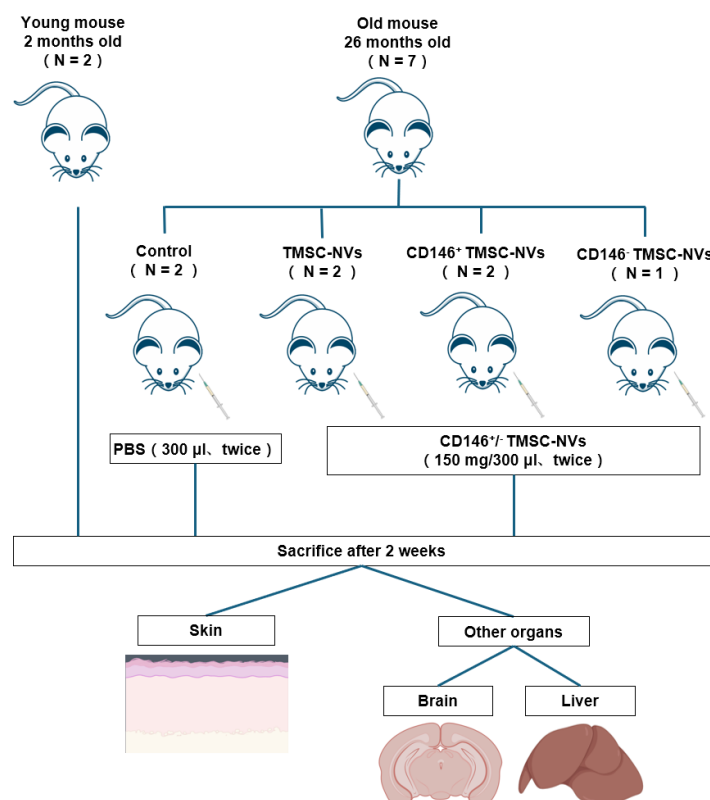 Young mouse
2 months old
( N = 2 )
Old mouse
26 months old
( N = 7 )
Control
( N = 2 )
TMSC-NVs
( N = 2 )
CD146⁺ TMSC-NVs
( N = 2 )
CD146⁻ TMSC-NVs
( N = 1 )
PBS ( 300 μl、twice )
CD146⁺/⁻ TMSC-NVs
( 150 mg/300 μl、twice )
Sacrifice after 2 weeks
Skin
Other organs
Brain
Liver